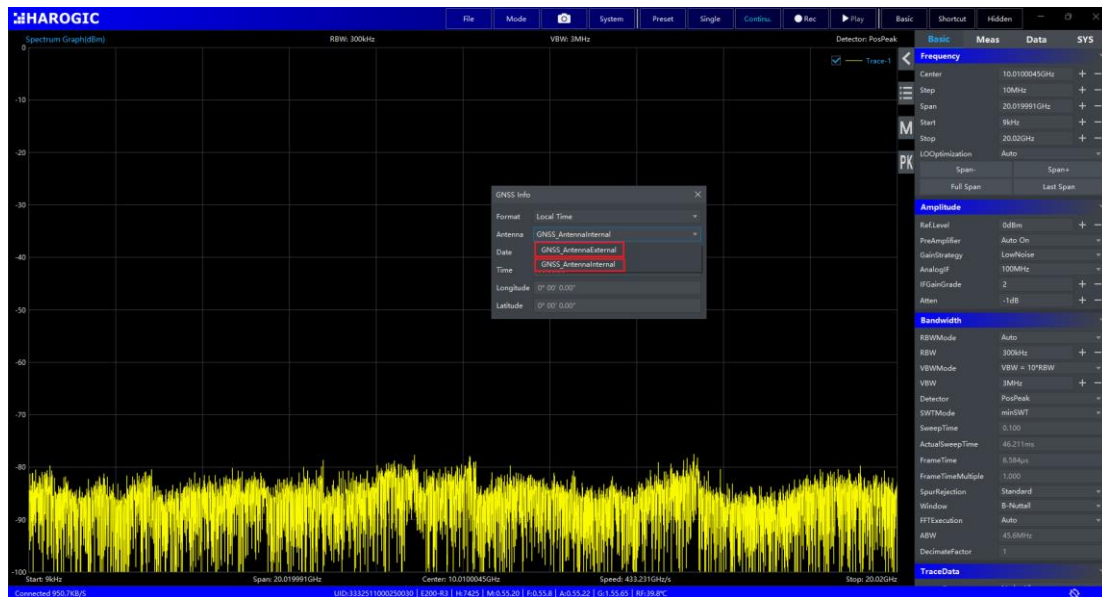 HAROGIC
File Mode System Preset Single Continu. Rec Play Basic Shortcut Hidden
Spectrum Graph(dBm) RBW: 300kHz VBW: 3MHz Detector: PosPeak
Trace-1
0
-10
-20
-30
-40
-50
-60
-70
-80
-90
-100
M
PK
GNSS Info
Format Local Time
Antenna GNSS_AntennaInternal
GNSS_AntennaExternal
GNSS_AntennaInternal
Date
Time
Longitude 0° 00' 0.00"
Latitude 0° 00' 0.00"
Start: 9kHz Span: 20.019991GHz Center: 10.0100045GHz Speed: 433.231GHz/s Stop: 20.02GHz
Connected 950.7KB/S UID:3332511000250030 | E200-R3 | H:7425 | M:0.55.20 | F:0.55.8 | A:0.55.22 | G:1.55.65 | RF:39.8°C
Basic Meas Data SYS
Frequency
Center 10.0100045GHz + -
Step 10MHz + -
Span 20.019991GHz + -
Start 9kHz + -
Stop 20.02GHz + -
LOOptimization Auto
Span- Span+
Full Span Last Span
Amplitude
Ref.Level 0dBm + -
PreAmplifier Auto On
GainStrategy LowNoise
AnalogIF 100MHz
IFGainGrade 2 + -
Atten -1dB + -
Bandwidth
RBWMode Auto
RBW 300kHz + -
VBWMode VBW = 10*RBW
VBW 3MHz + -
Detector PosPeak
SWTMode minSWT
SweepTime 0.100
ActualSweepTime 46.211ms
FrameTime 6.584μs
FrameTimeMultiple 1.000
SpurRejection Standard
Window B-Nuttall
FFTExecution Auto
ABW 45.6MHz
DecimateFactor 1
TraceData